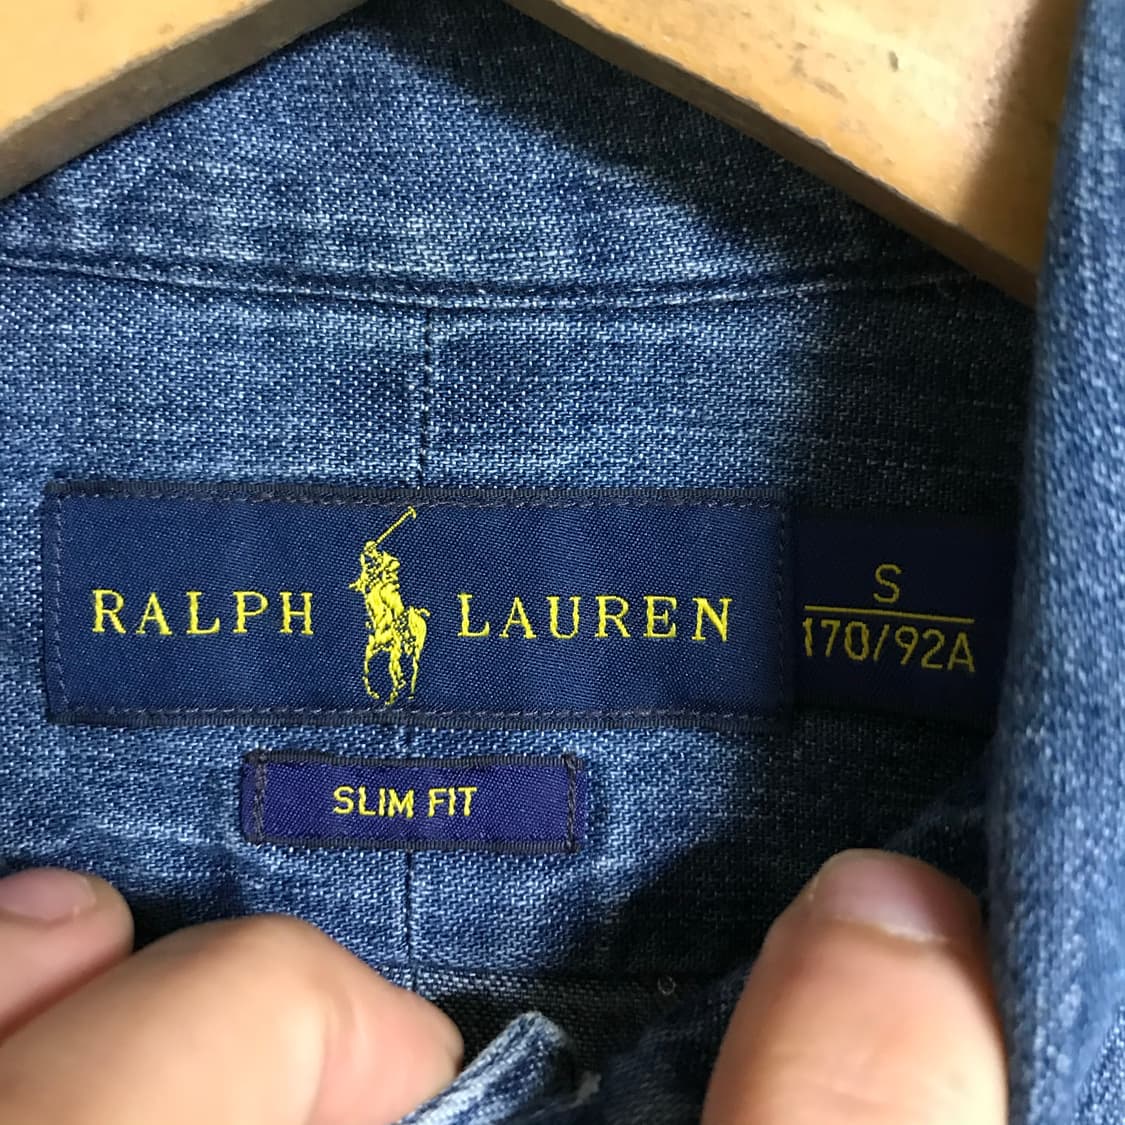 RALPH LAUREN
S
170/92A
SLIM FIT